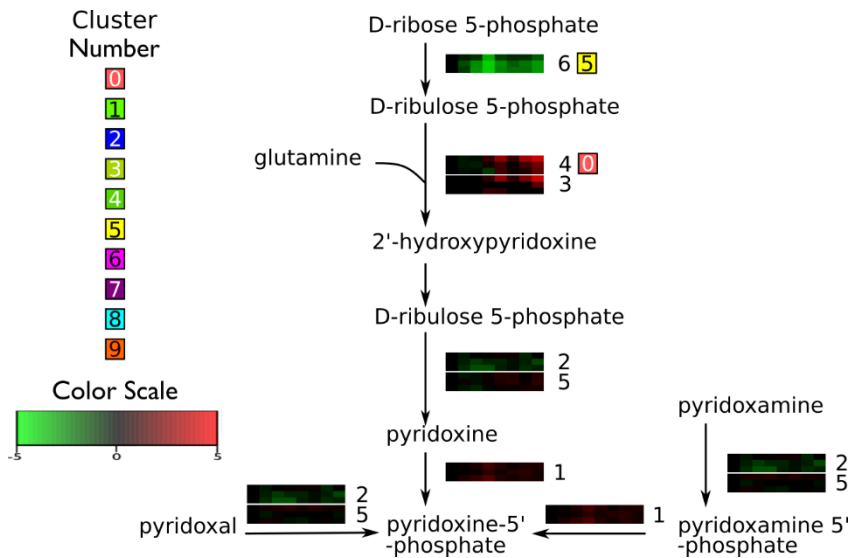 Cluster
Number
0
1
2
3
4
5
6
7
8
9
Color Scale
-5 0 5
D-ribose 5-phosphate
6 5
D-ribulose 5-phosphate
glutamine
4 0
3
2'-hydroxypyridoxine
D-ribulose 5-phosphate
2
5
pyridoxine
pyridoxamine
1
2
5
2
5
pyridoxal
pyridoxine-5'
-phosphate
1
pyridoxamine 5'
-phosphate